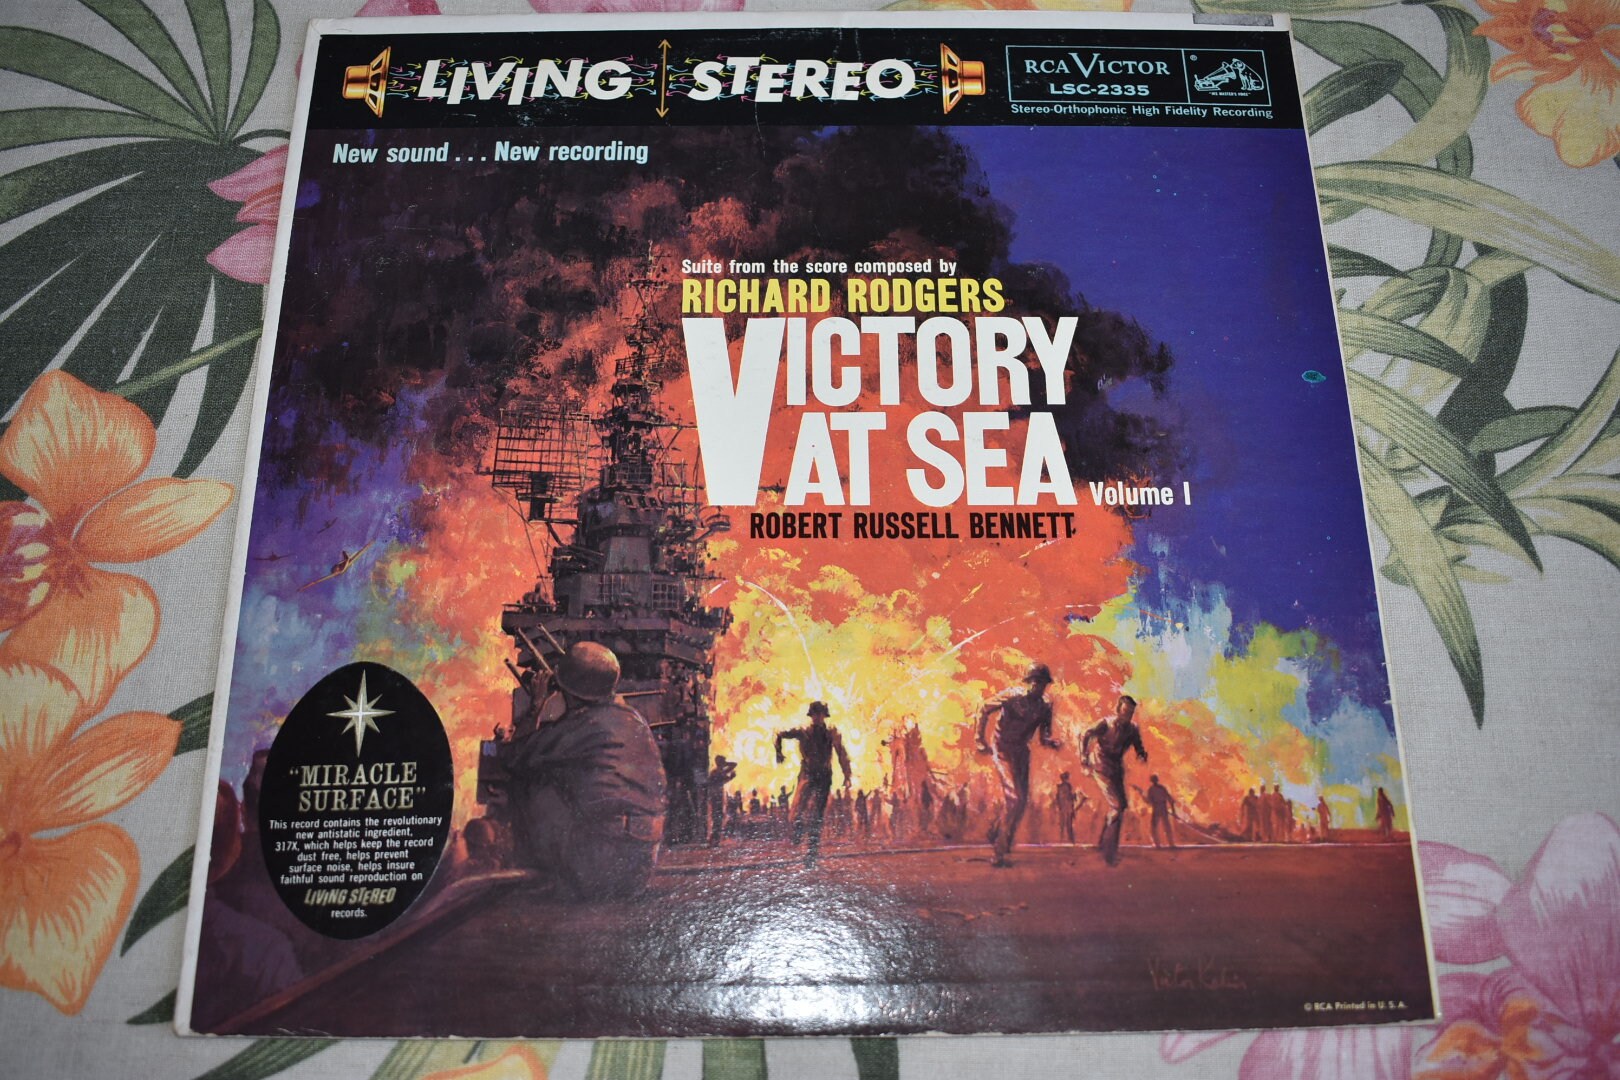 LIVING STEREO
RCA VICTOR
LSC-2335
®
"HIS MASTER'S VOICE"
Stereo-Orthophonic High Fidelity Recording
New sound . . . New recording
Suite from the score composed by
RICHARD RODGERS
VICTORY
AT SEA
Volume I
ROBERT RUSSELL BENNETT
"MIRACLE
SURFACE"
This record contains the revolutionary
new antistatic ingredient,
317X, which helps keep the record
dust free, helps prevent
surface noise, helps insure
faithful sound reproduction on
LIVING STEREO
records.
© RCA Printed in U. S. A.